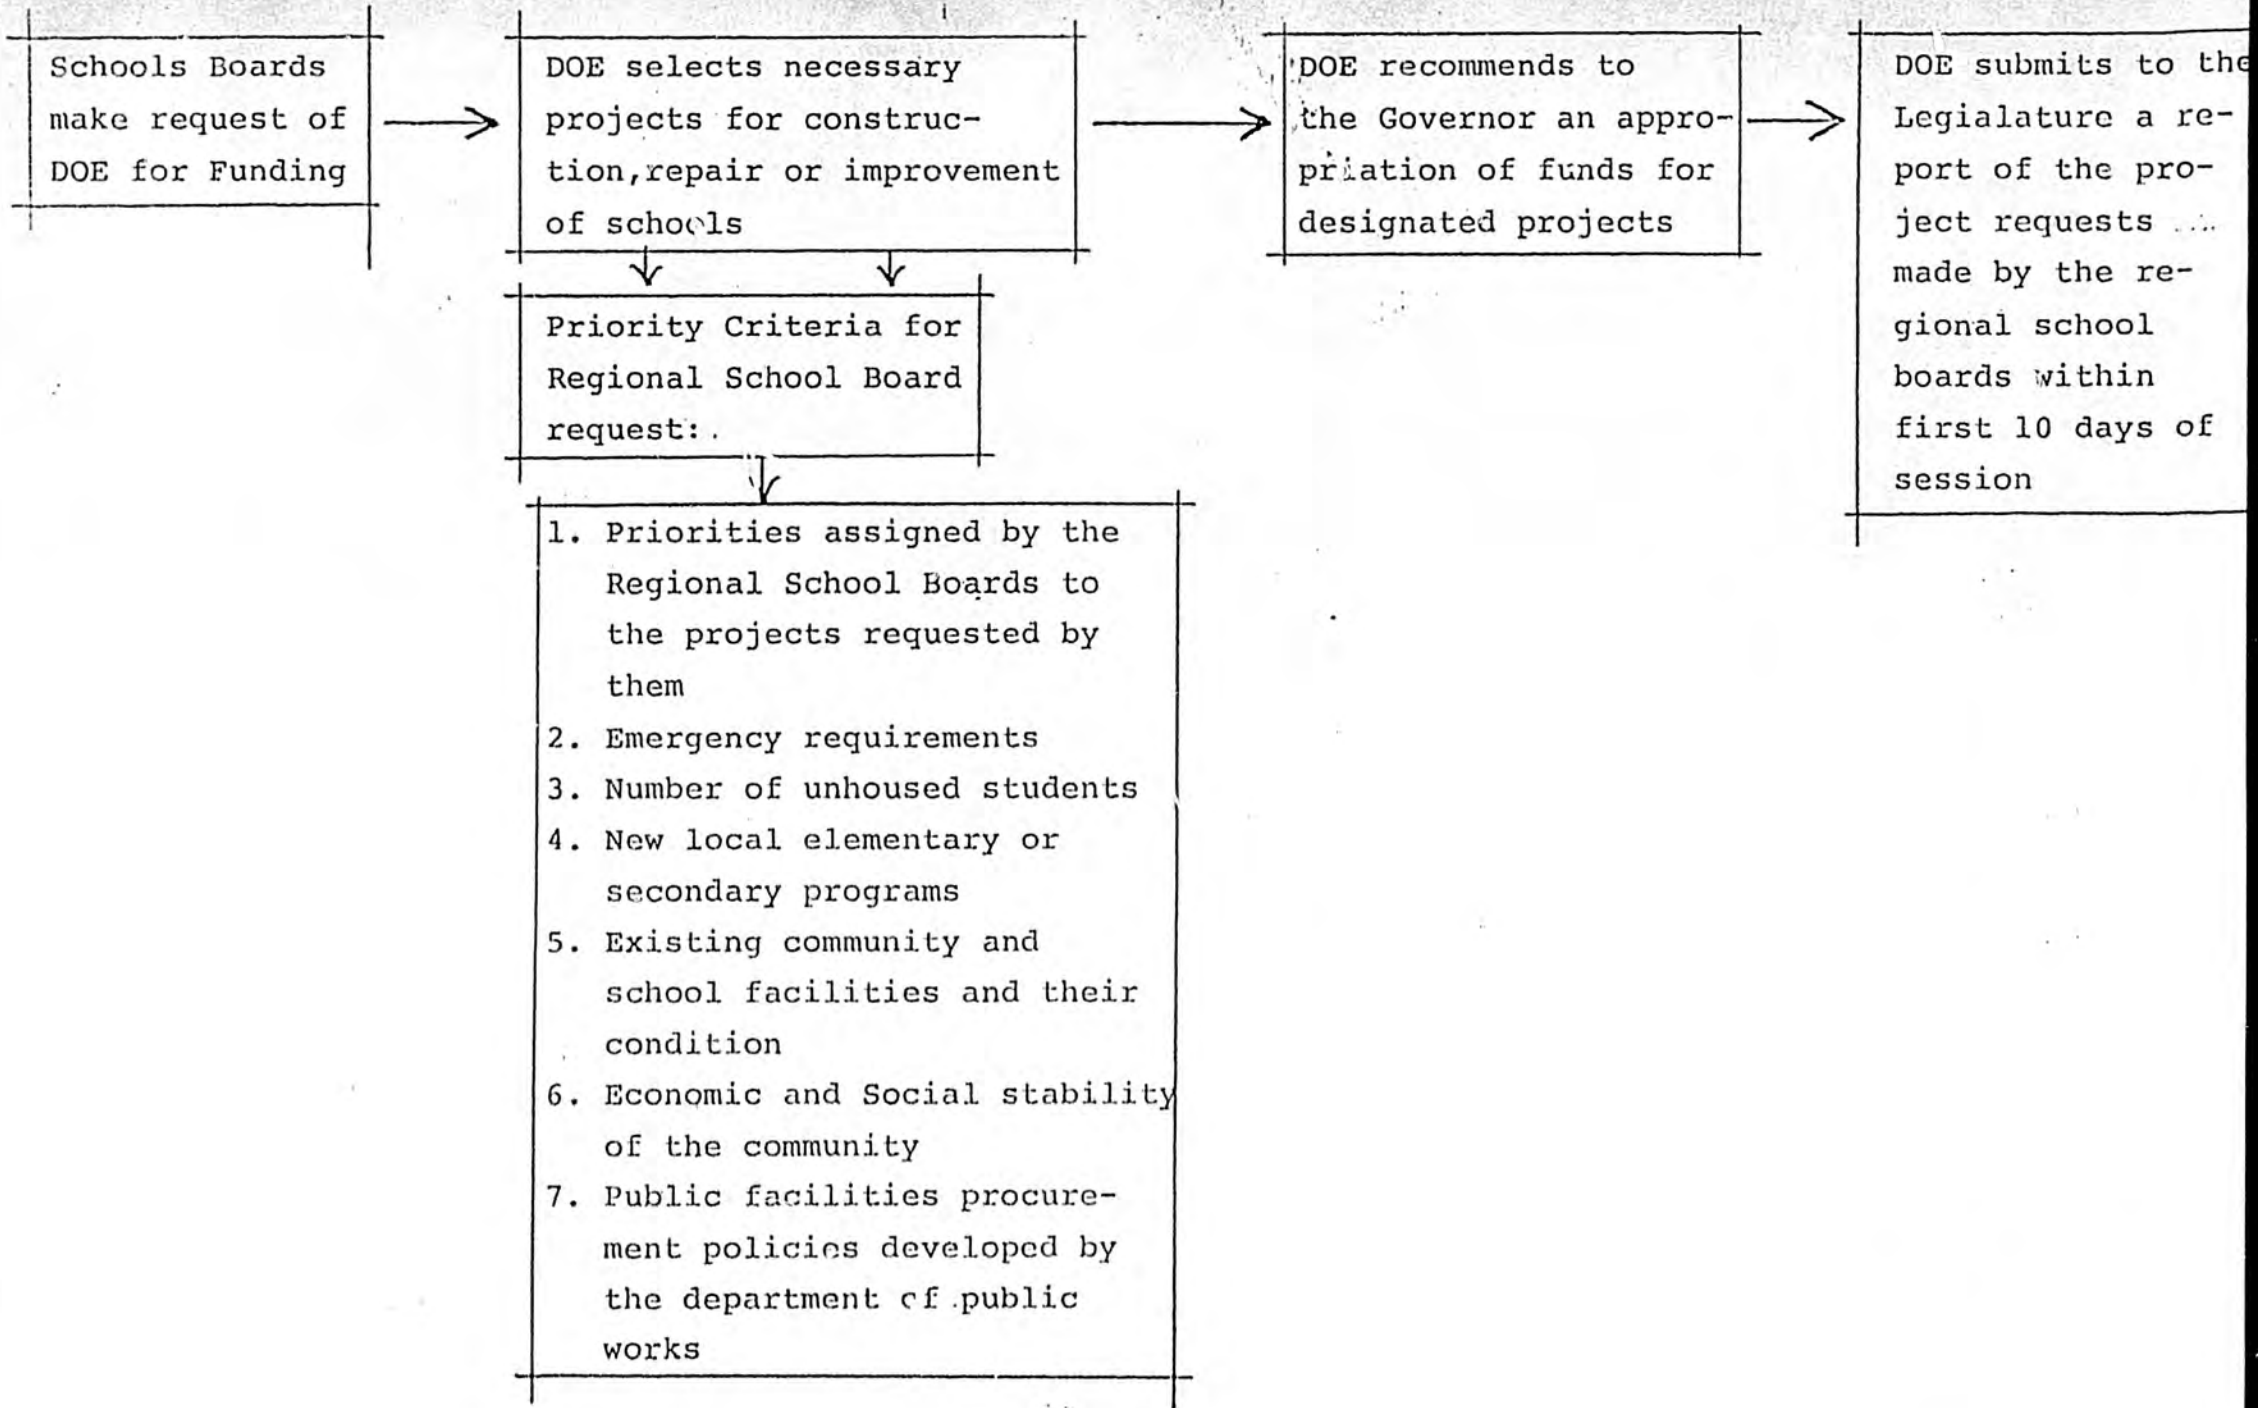 Schools Boards
make request of
DOE for Funding
DOE selects necessary
projects for construc-
tion,repair or improvement
of schools
Priority Criteria for
Regional School Board
request:
1. Priorities assigned by the
Regional School Boards to
the projects requested by
them
2. Emergency requirements
3. Number of unhoused students
4. New local elementary or
secondary programs
5. Existing community and
school facilities and their
condition
6. Economic and Social stability
of the community
7. Public facilities procure-
ment policies developed by
the department of public
works
DOE recommends to
the Governor an appro-
priation of funds for
designated projects
DOE submits to the
Legialature a re-
port of the pro-
ject requests
made by the re-
gional school
boards within
first 10 days of
session